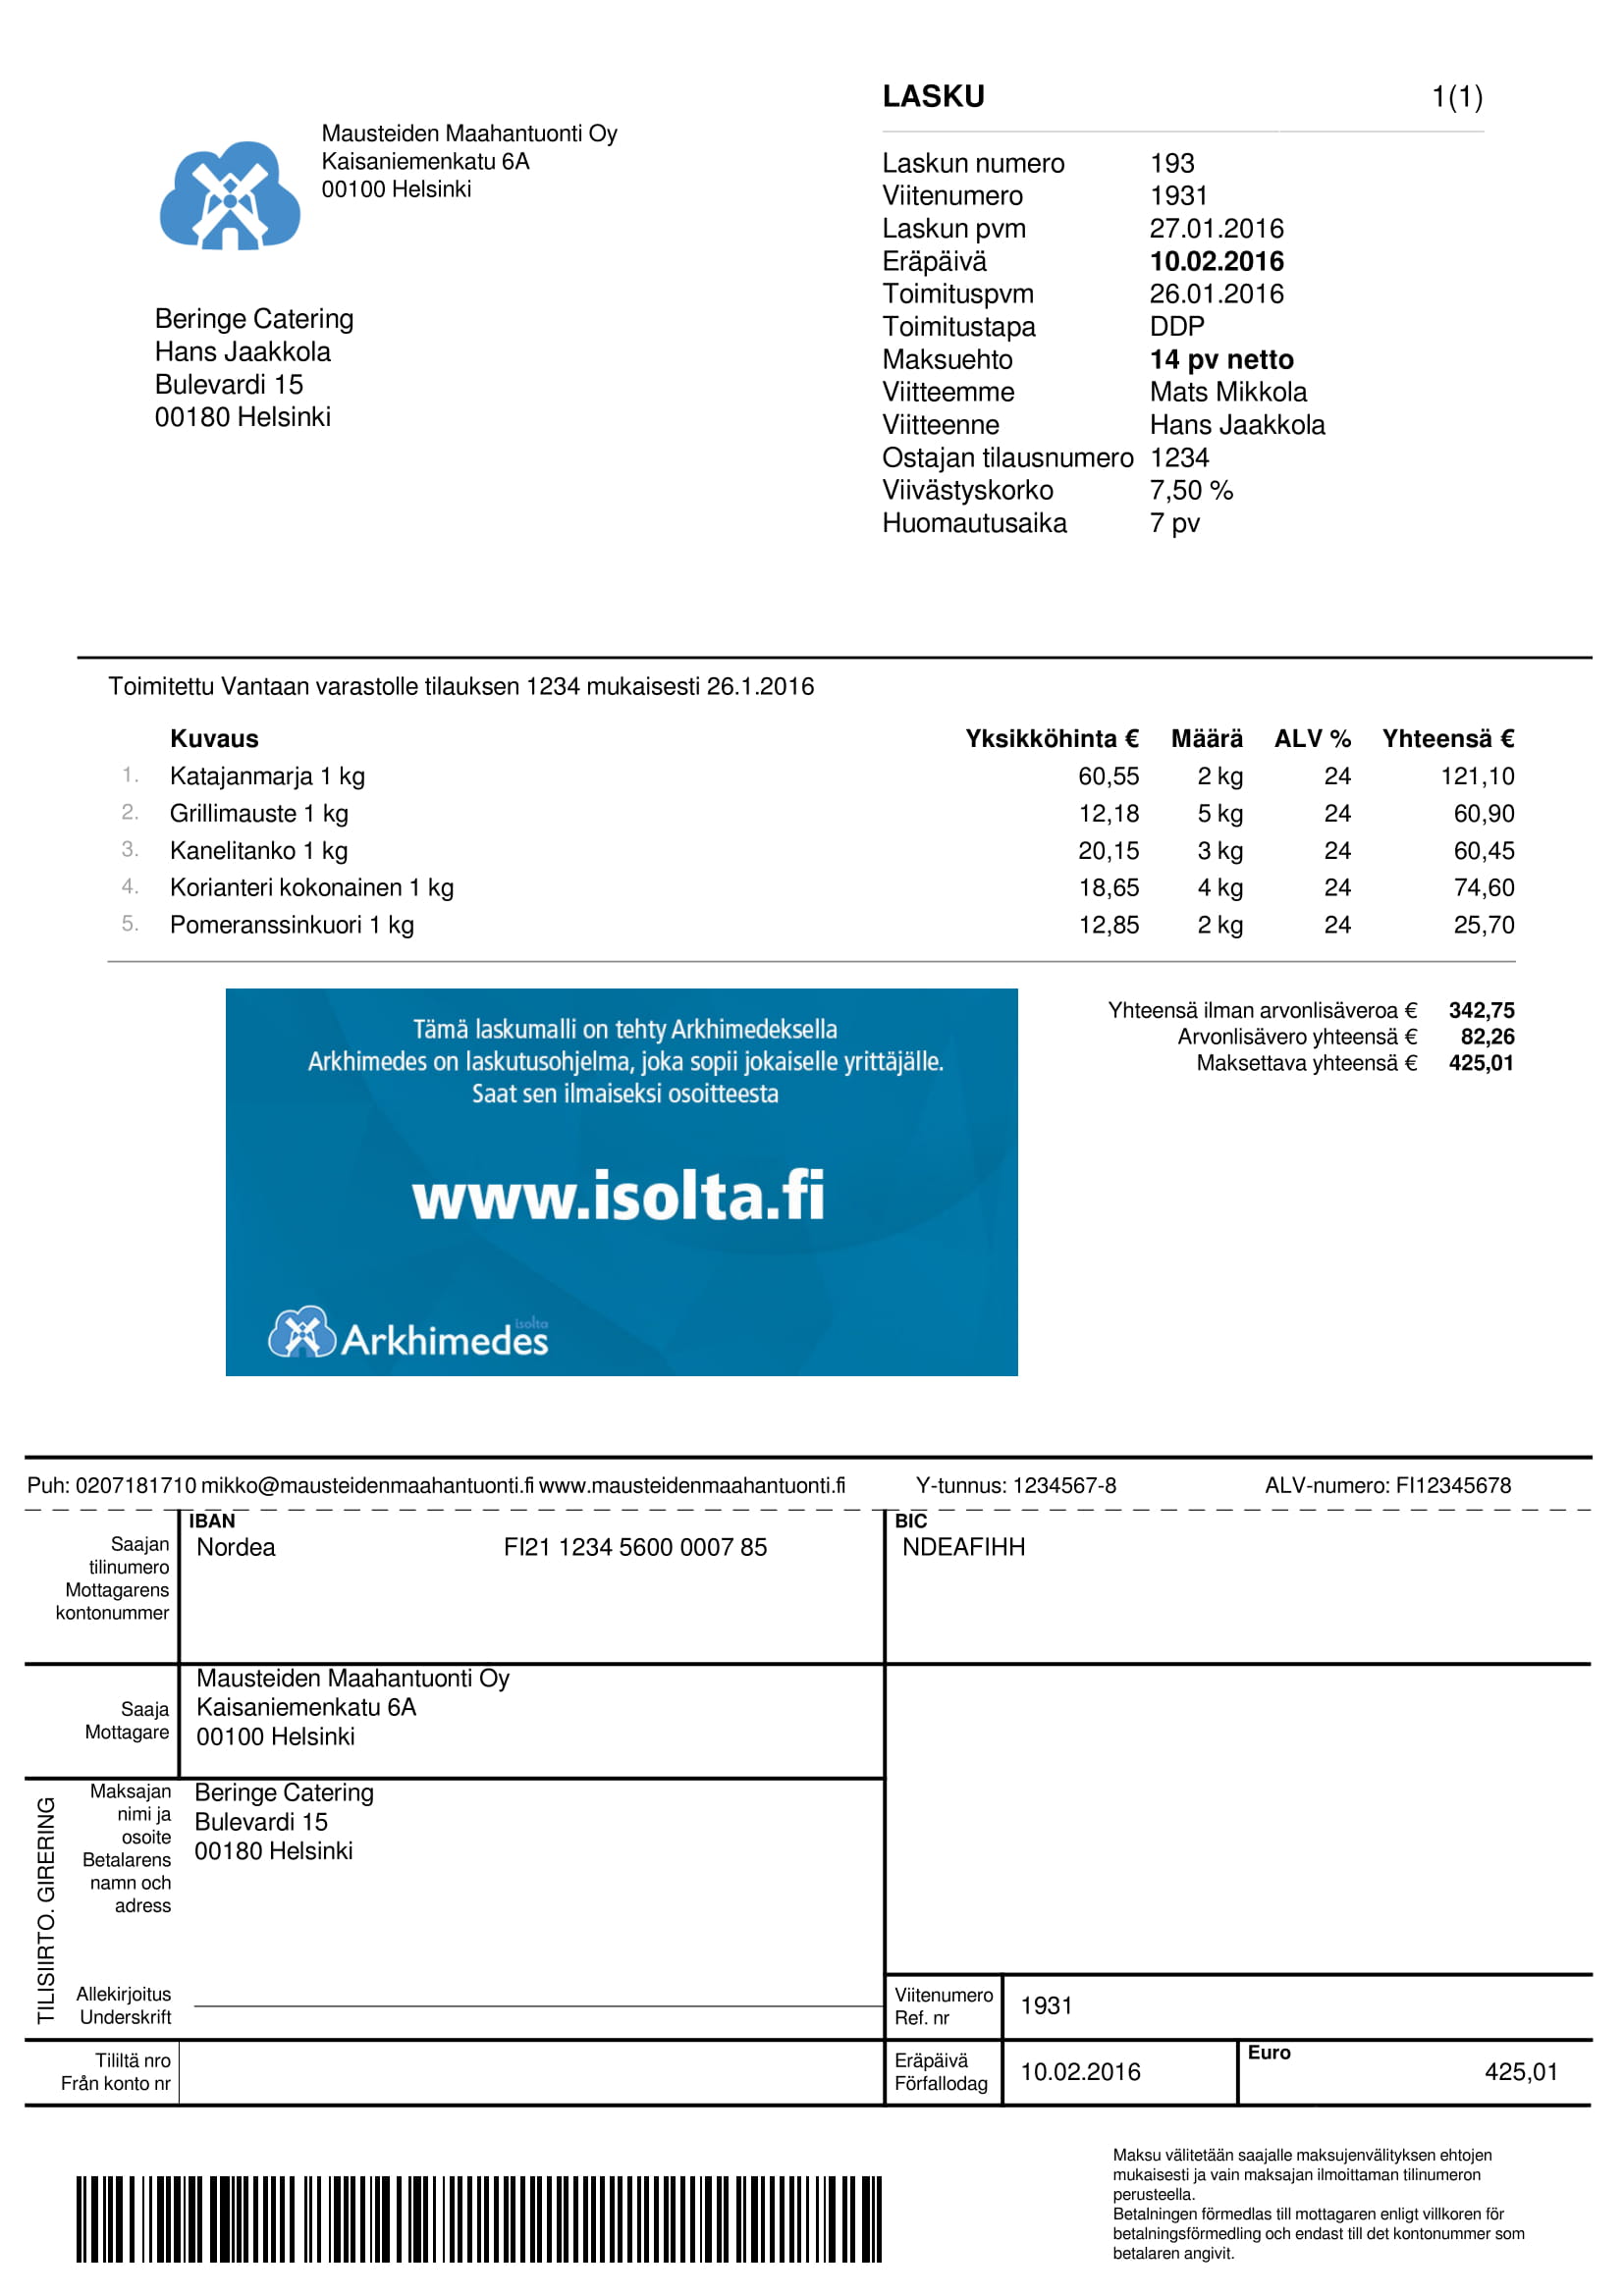 LASKU 1(1)
Mausteiden Maahantuonti Oy
Kaisaniemenkatu 6A
00100 Helsinki
Beringe Catering
Hans Jaakkola
Bulevardi 15
00180 Helsinki
Laskun numero 193
Viitenumero 1931
Laskun pvm 27.01.2016
Eräpäivä 10.02.2016
Toimituspvm 26.01.2016
Toimitustapa DDP
Maksuehto 14 pv netto
Viitteemme Mats Mikkola
Viitteenne Hans Jaakkola
Ostajan tilausnumero 1234
Viivästyskorko 7,50 %
Huomautusaika 7 pv
Toimitettu Vantaan varastolle tilauksen 1234 mukaisesti 26.1.2016
Kuvaus Yksikköhinta € Määrä ALV % Yhteensä €
1. Katajanmarja 1 kg 60,55 2 kg 24 121,10
2. Grillimauste 1 kg 12,18 5 kg 24 60,90
3. Kanelitanko 1 kg 20,15 3 kg 24 60,45
4. Korianteri kokonainen 1 kg 18,65 4 kg 24 74,60
5. Pomeranssinkuori 1 kg 12,85 2 kg 24 25,70
Yhteensä ilman arvonlisäveroa € 342,75
Arvonlisävero yhteensä € 82,26
Maksettava yhteensä € 425,01
Tämä laskumalli on tehty Arkhimedeksella
Arkhimedes on laskutusohjelma, joka sopii jokaiselle yrittäjälle.
Saat sen ilmaiseksi osoitteesta
www.isolta.fi
isolta
Arkhimedes
Puh: 0207181710 mikko@mausteidenmaahantuonti.fi www.mausteidenmaahantuonti.fi Y-tunnus: 1234567-8 ALV-numero: FI12345678
Saajan
tilinumero
Mottagarens
kontonummer
IBAN
Nordea FI21 1234 5600 0007 85
BIC
NDEAFIHH
Saaja
Mottagare
Mausteiden Maahantuonti Oy
Kaisaniemenkatu 6A
00100 Helsinki
TILISIIRTO. GIRERING
Maksajan
nimi ja
osoite
Betalarens
namn och
adress
Beringe Catering
Bulevardi 15
00180 Helsinki
Allekirjoitus
Underskrift
Viitenumero
Ref. nr
1931
Tililtä nro
Från konto nr
Eräpäivä
Förfallodag
10.02.2016
Euro
425,01
Maksu välitetään saajalle maksujenvälityksen ehtojen
mukaisesti ja vain maksajan ilmoittaman tilinumeron
perusteella.
Betalningen förmedlas till mottagaren enligt villkoren för
betalningsförmedling och endast till det kontonummer som
betalaren angivit.